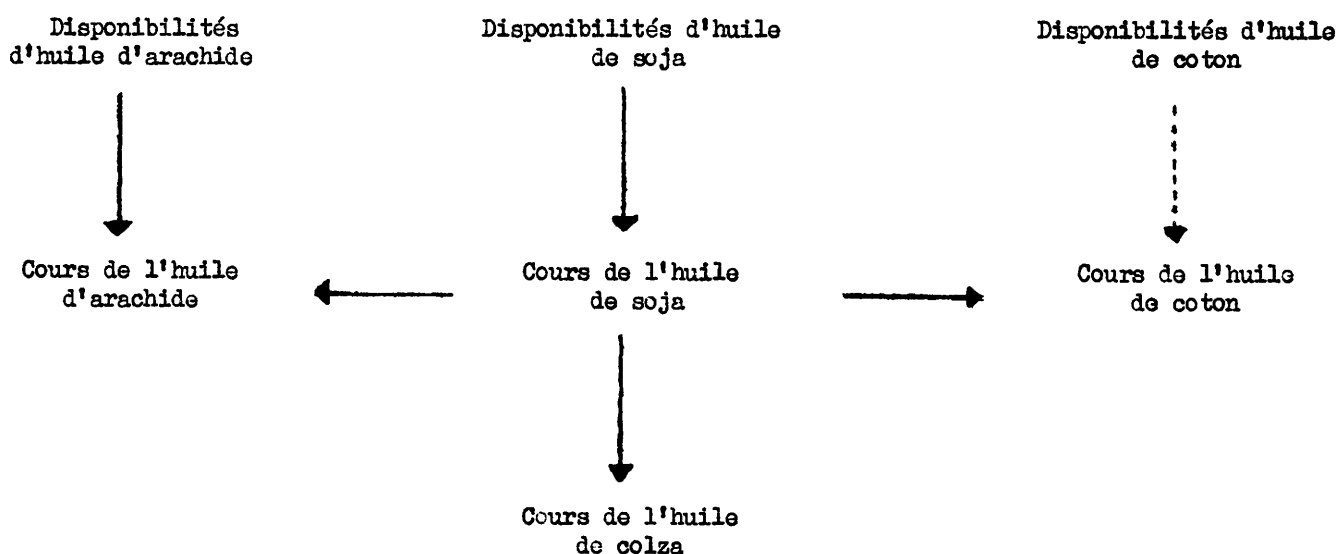 Disponibilités
d'huile d'arachide
Disponibilités d'huile
de soja
Disponibilités d'huile
de coton
Cours de l'huile
d'arachide
Cours de l'huile
de soja
Cours de l'huile
de coton
Cours de l'huile
de colza